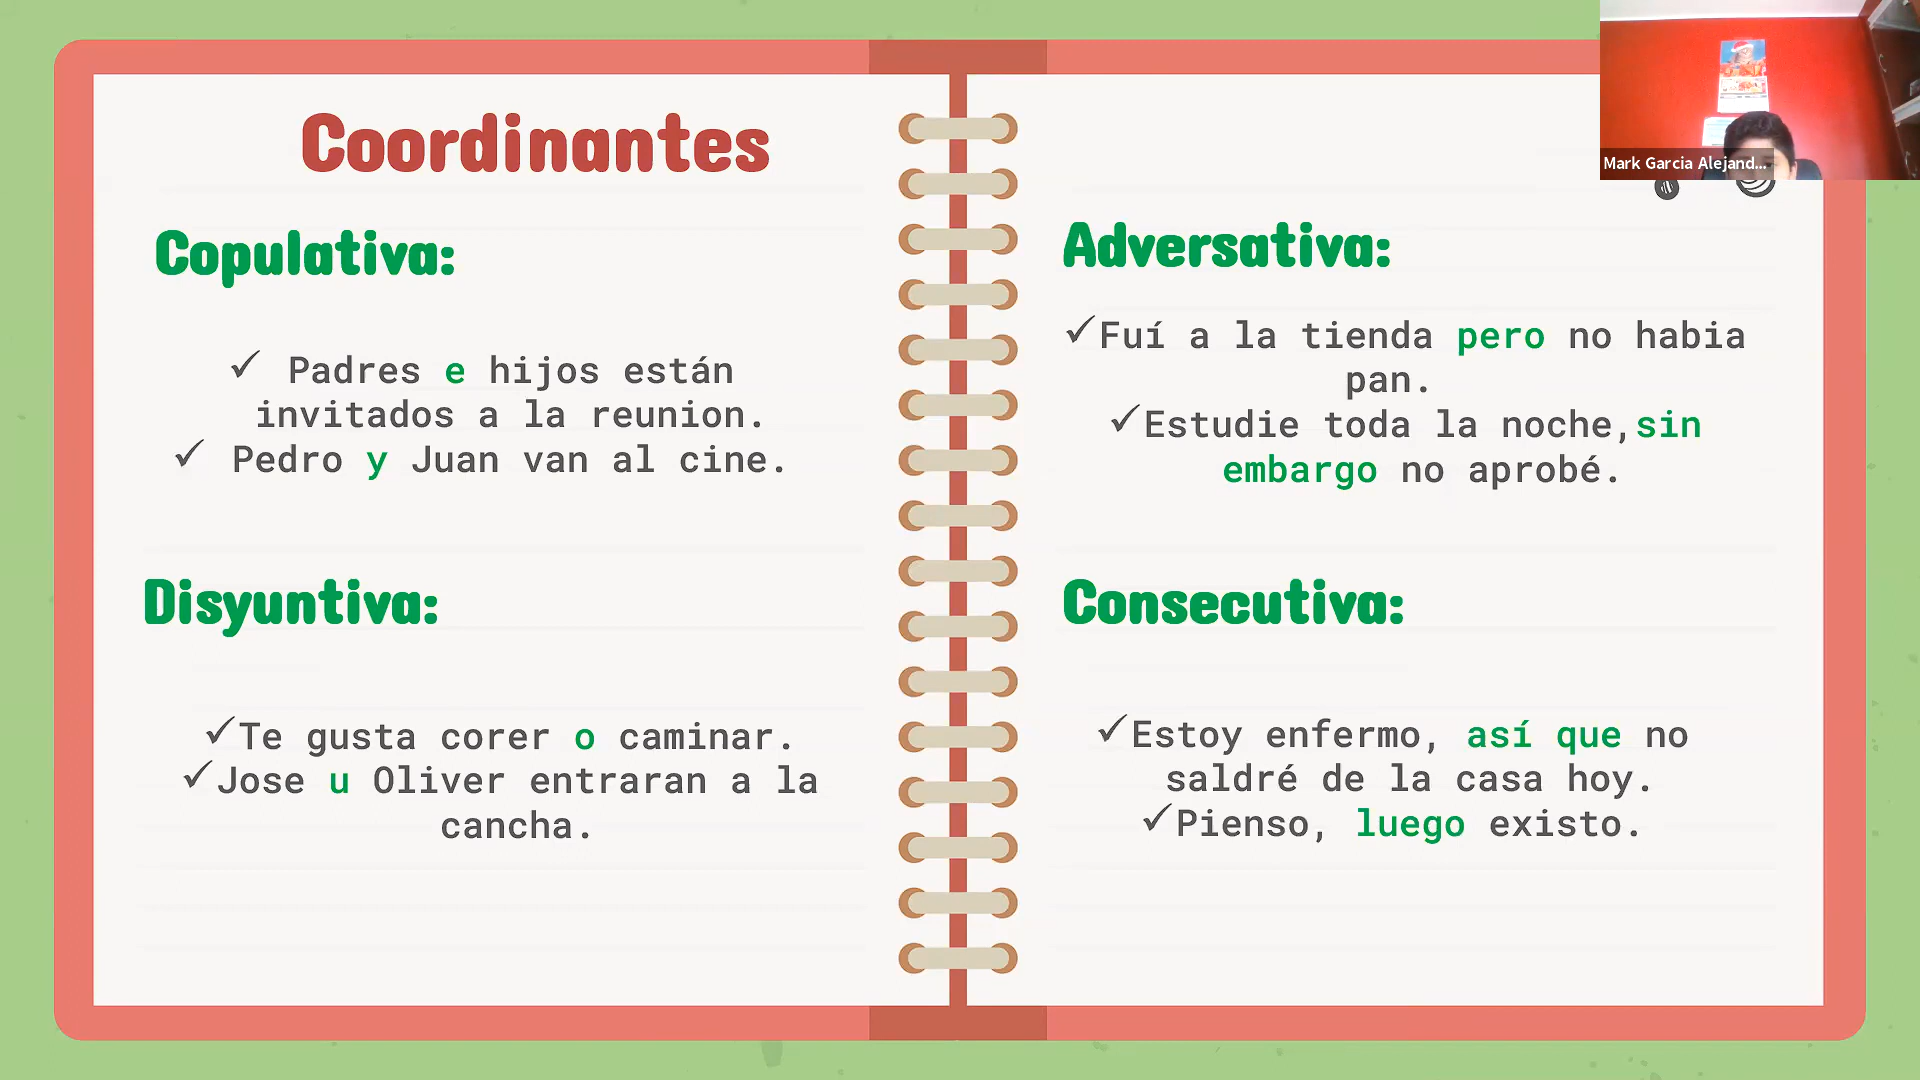 Coordinantes
Copulativa:
✓ Padres e hijos están
invitados a la reunion.
✓ Pedro y Juan van al cine.
Disyuntiva:
✓Te gusta corer o caminar.
✓Jose u Oliver entraran a la
cancha.
Adversativa:
✓Fuí a la tienda pero no habia
pan.
✓Estudie toda la noche,sin
embargo no aprobé.
Consecutiva:
✓Estoy enfermo, así que no
saldré de la casa hoy.
✓Pienso, luego existo.
Mark Garcia Alejand...